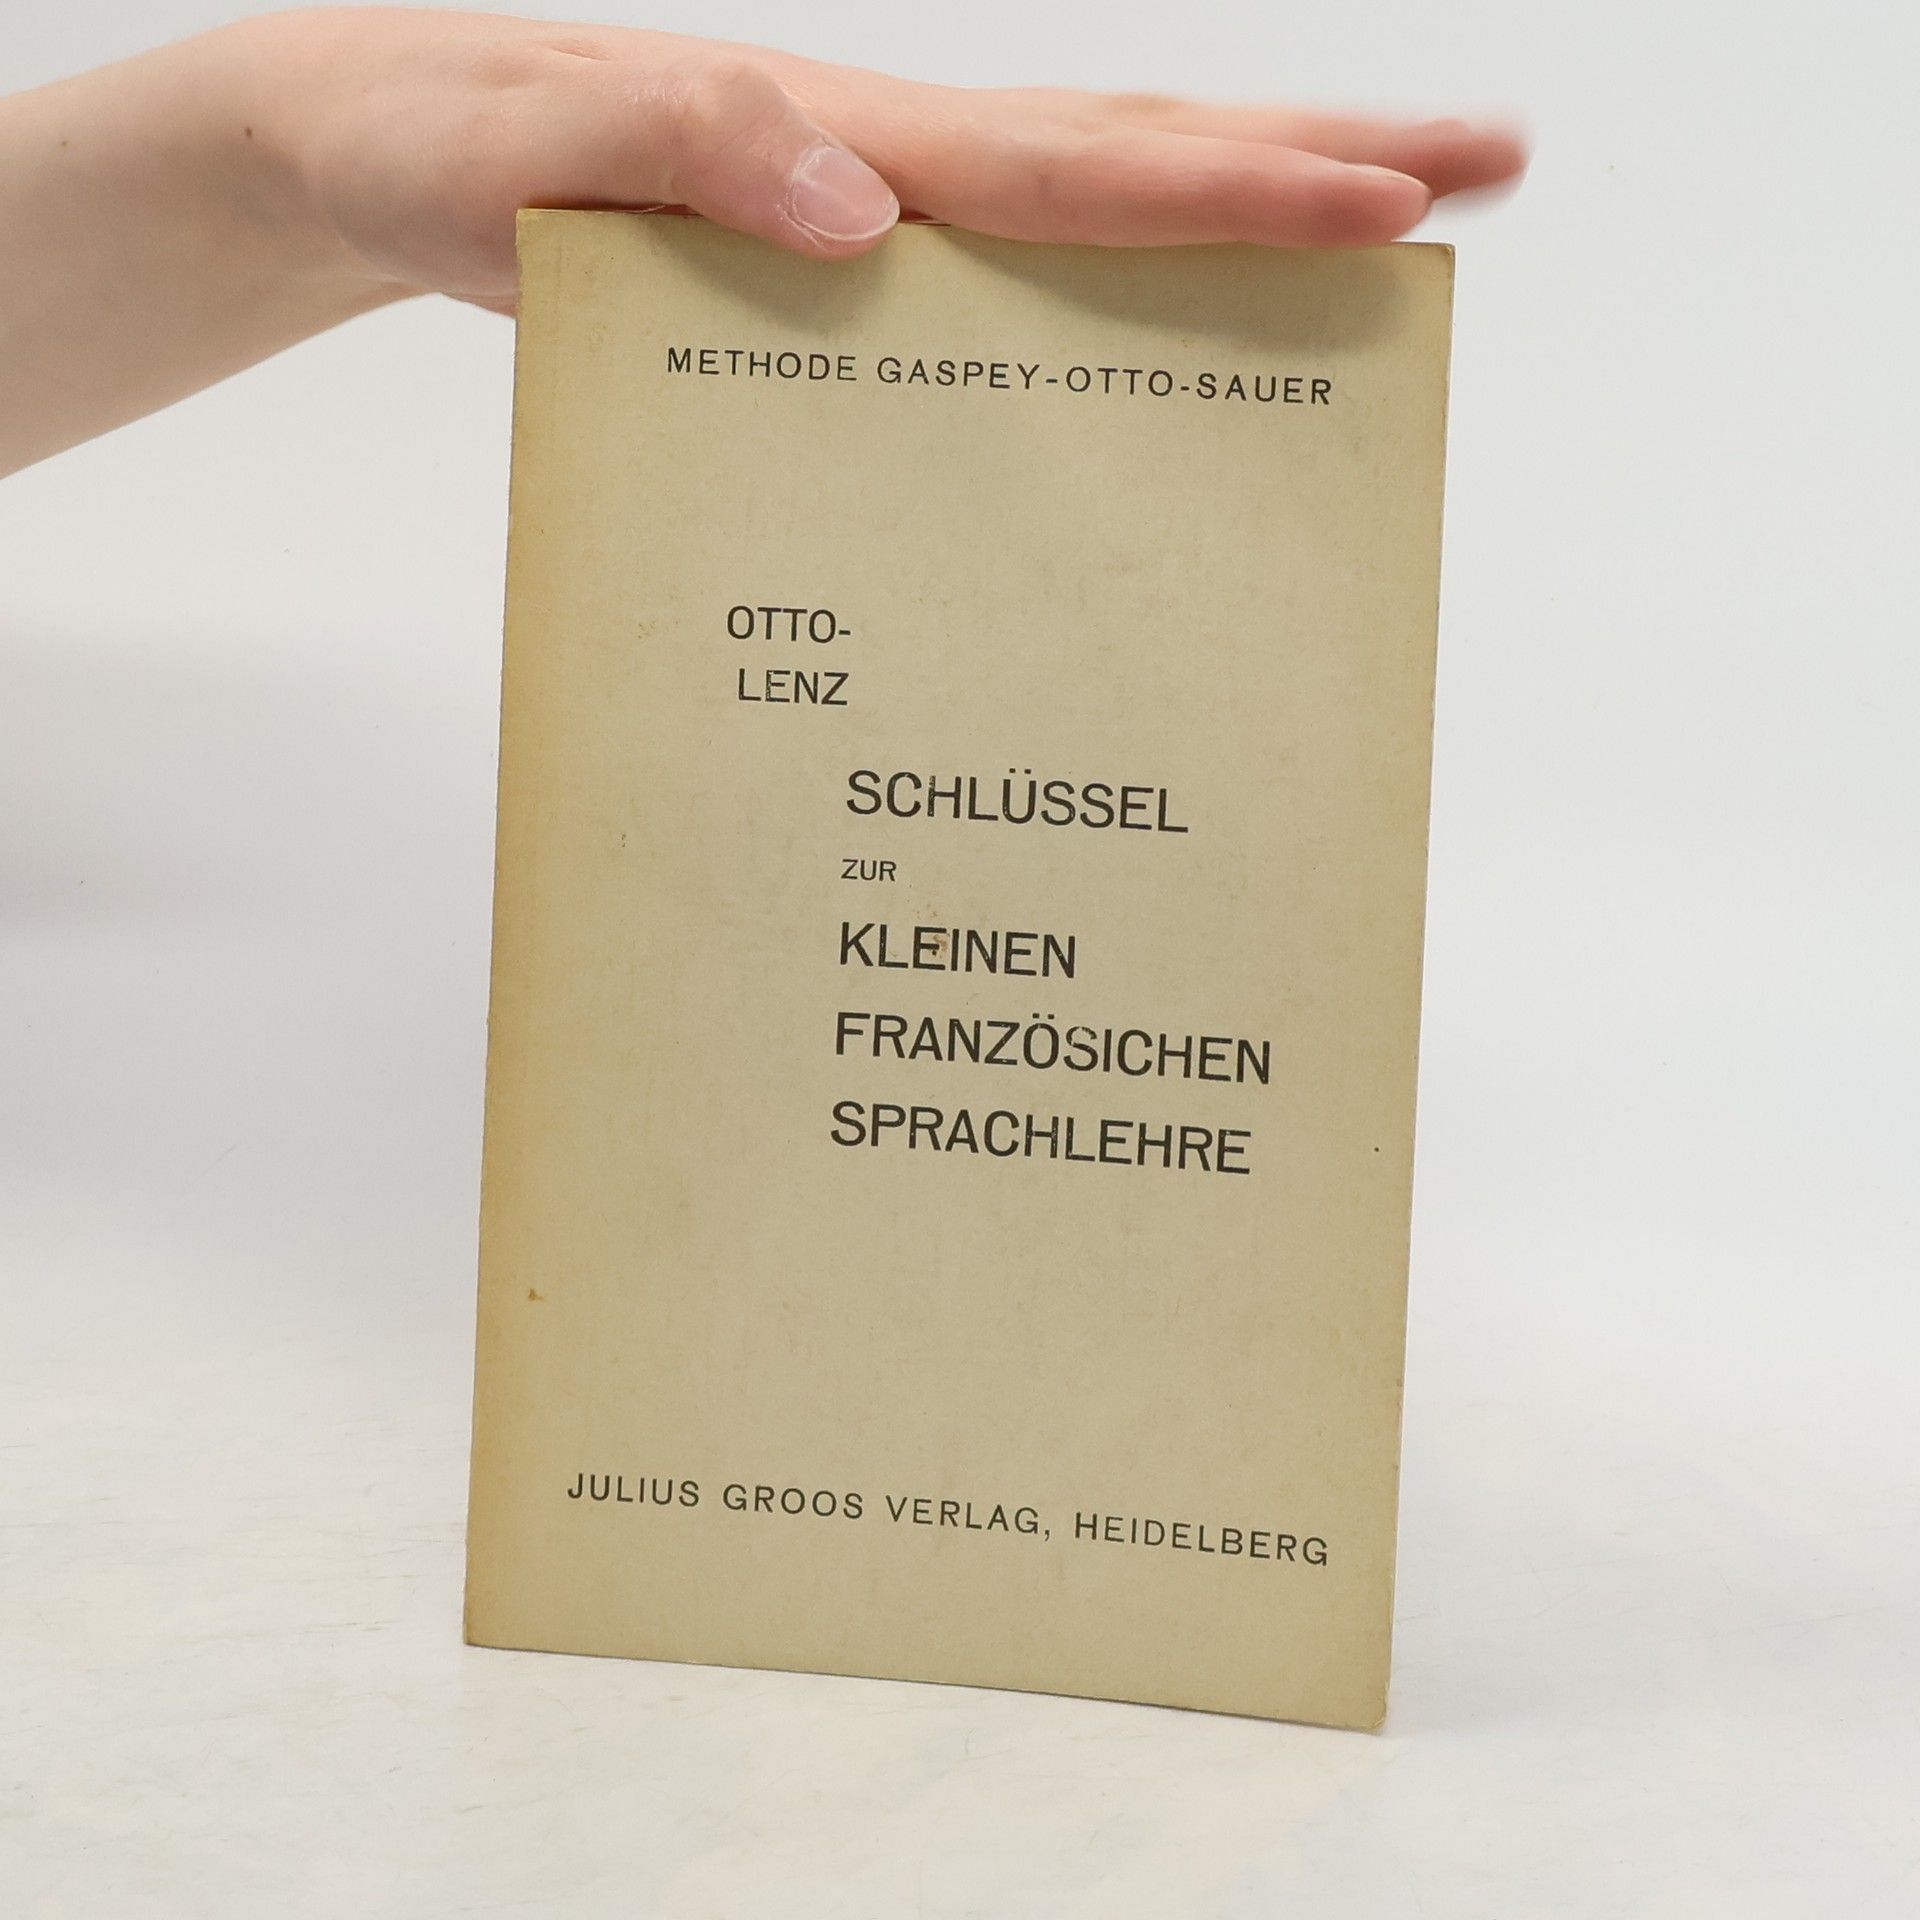 METHODE GASPEY-OTTO-SAUER
OTTO-
LENZ
SCHLÜSSEL
ZUR
KLEINEN
FRANZÖSICHEN
SPRACHLEHRE
JULIUS GROOS VERLAG, HEIDELBERG